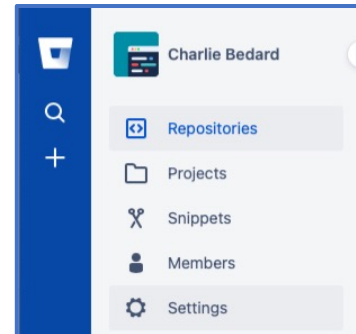 Charlie Bedard
Repositories
Projects
Snippets
Members
Settings